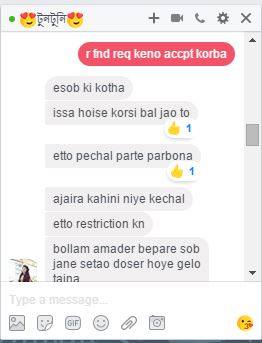 😍টুনটুনি😍
r fnd req keno accpt korba
esob ki kotha
issa hoise korsi bal jao to
1
etto pechal parte parbona
1
ajaira kahini niye kechal
etto restriction kn
bollam amader bepare sob
jane setao doser hoye gelo
taina
Type a message...
GIF